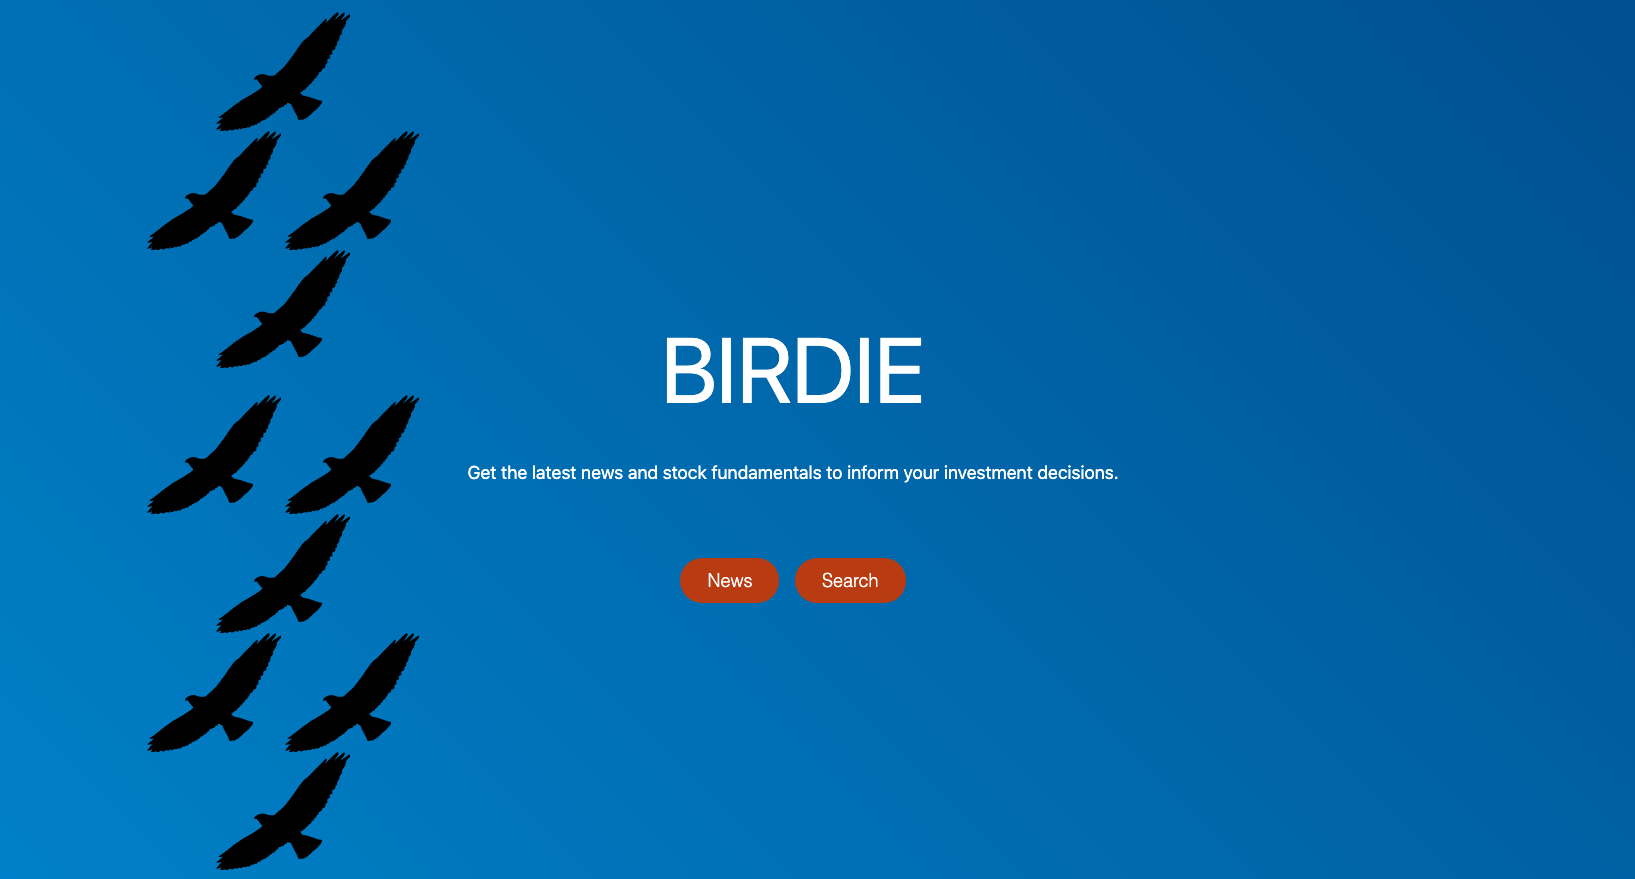 BIRDIE
Get the latest news and stock fundamentals to inform your investment decisions.
News
Search